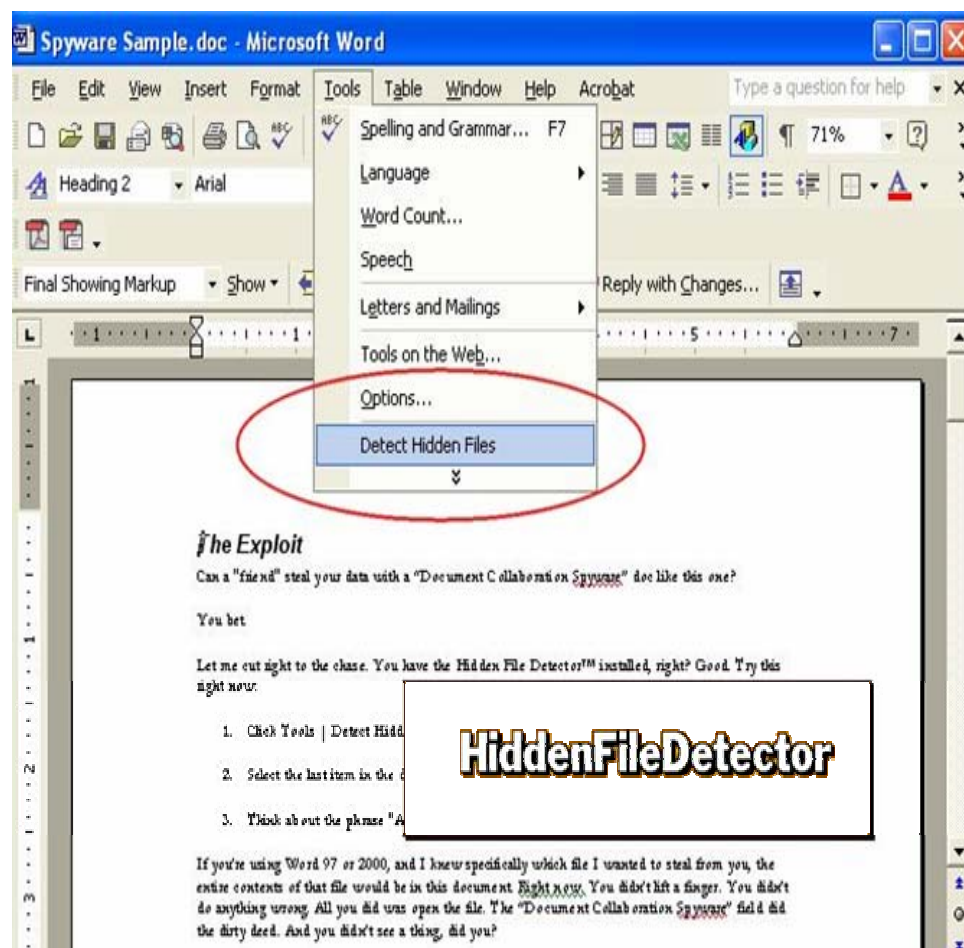 Spyware Sample.doc - Microsoft Word
File Edit View Insert Format Tools Table Window Help Acrobat Type a question for help
ABC Spelling and Grammar... F7 71%
Heading 2 Arial Language
Word Count...
Speech
Final Showing Markup Show Reply with Changes...
Letters and Mailings
1 1 5 7
Tools on the Web...
Options...
Detect Hidden Files
The Exploit
Can a "friend" steal your data with a "Document Collaboration Spyware" doc like this one?
You bet.
Let me cut right to the chase. You have the Hidden File Detector™ installed, right? Good. Try this
right now:
1. Click Tools | Detect Hidd
HiddenFileDetector
2. Select the last item in the
3. Think about the phrase "A
If you're using Word 97 or 2000, and I knew specifically which file I wanted to steal from you, the
entire contents of that file would be in this document. Right now. You didn't lift a finger. You didn't
do anything wrong. All you did was open the file. The "Document Collaboration Spyware" field did
the dirty deed. And you didn't see a thing, did you?